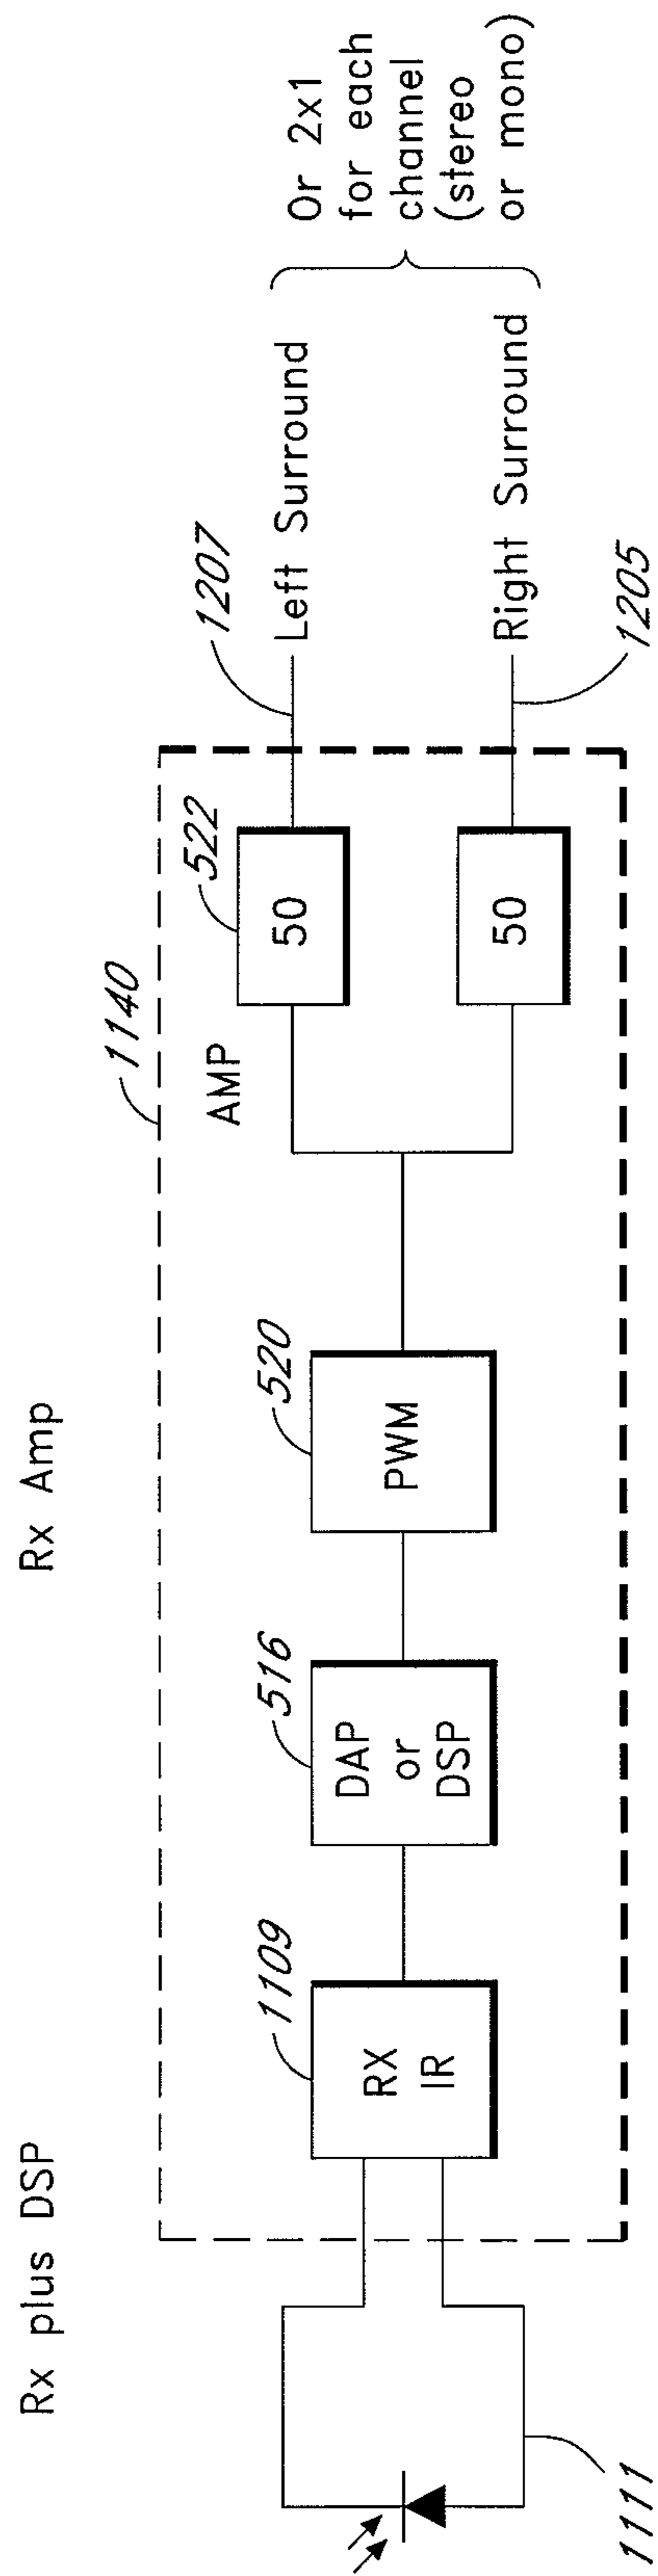 Rx plus DSP
Rx Amp
1140
1111
1109
RX
IR
516
DAP
or
DSP
520
PWM
AMP
522
50
50
1207
Left Surround
Right Surround
1205
Or 2x1
for each
channel
(stereo
or mono)